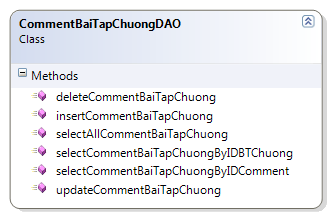 CommentBaiTapChuongDAO
Class
Methods
deleteCommentBaiTapChuong
insertCommentBaiTapChuong
selectAllCommentBaiTapChuong
selectCommentBaiTapChuongByIDBTChuong
selectCommentBaiTapChuongByIDComment
updateCommentBaiTapChuong